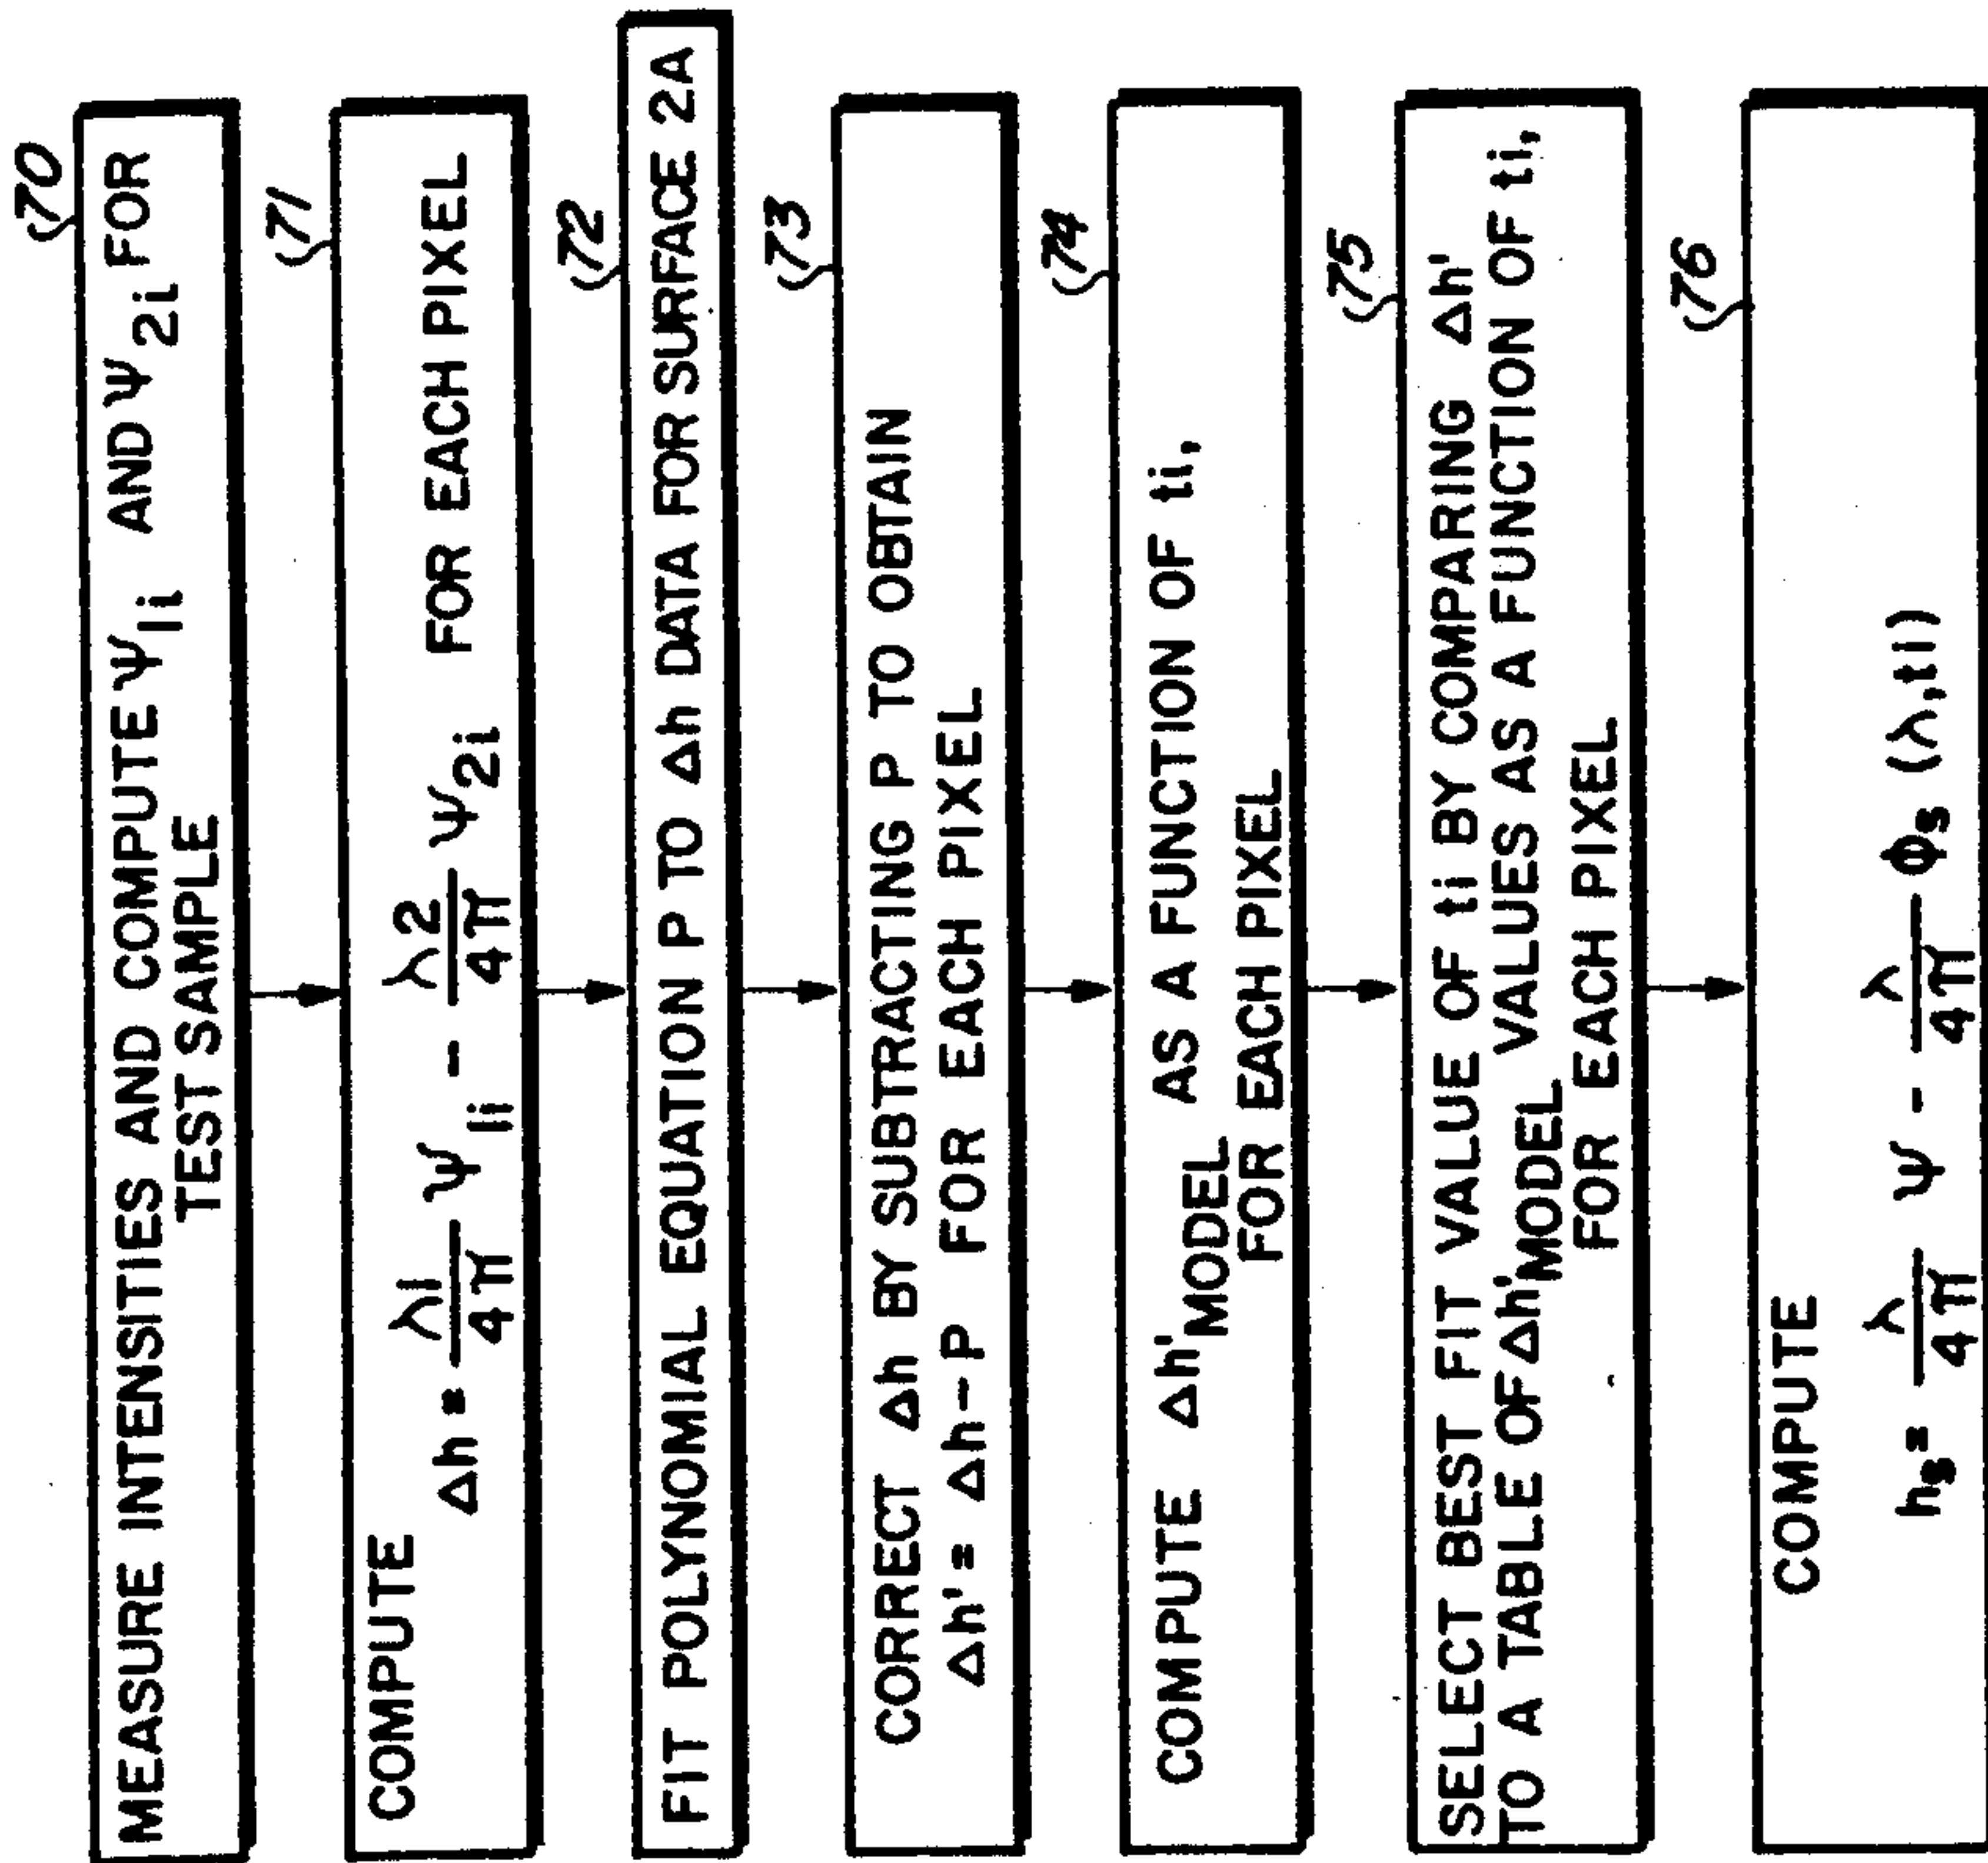 70
MEASURE INTENSITIES AND COMPUTE Ψ1i AND Ψ2i FOR
TEST SAMPLE
71
COMPUTE
Δh = λ1/4π Ψ1i - λ2/4π Ψ2i FOR EACH PIXEL
72
FIT POLYNOMIAL EQUATION P TO Δh DATA FOR SURFACE 2A
73
CORRECT Δh BY SUBTRACTING P TO OBTAIN
Δh' = Δh-P FOR EACH PIXEL
74
COMPUTE Δh'MODEL AS A FUNCTION OF ti,
FOR EACH PIXEL
75
SELECT BEST FIT VALUE OF ti BY COMPARING Δh'
TO A TABLE OF Δh'MODEL VALUES AS A FUNCTION OF ti,
FOR EACH PIXEL
76
COMPUTE
hs = λ/4π Ψ - λ/4π Φs (λ,ti)